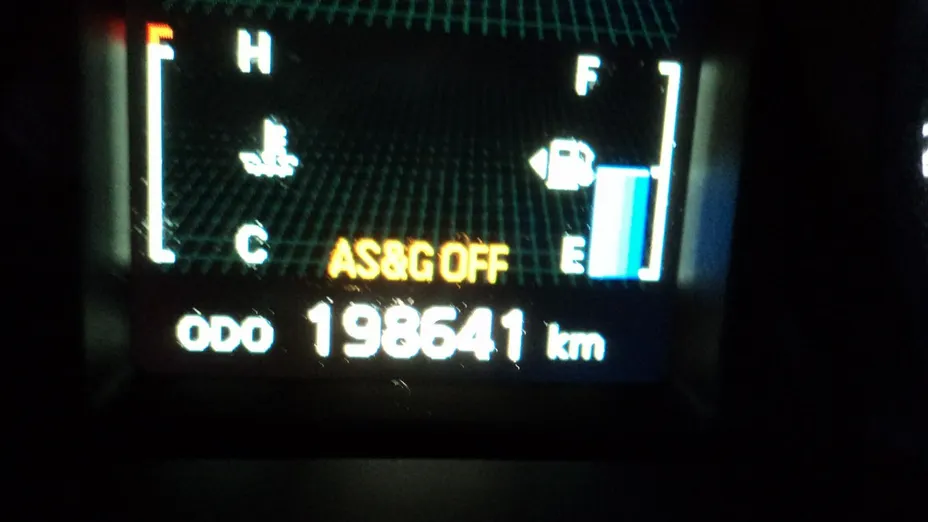 H F
C AS&G OFF E
ODO 198641 km